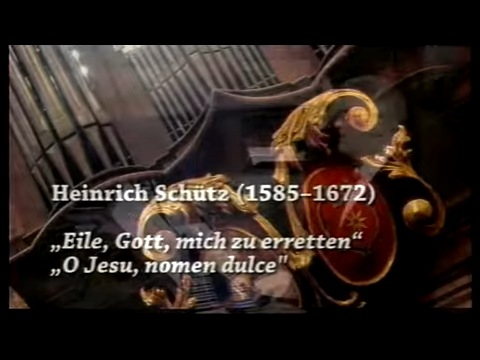 Heinrich Schütz (1585–1672)
„Eile, Gott, mich zu erretten“
„O Jesu, nomen dulce"